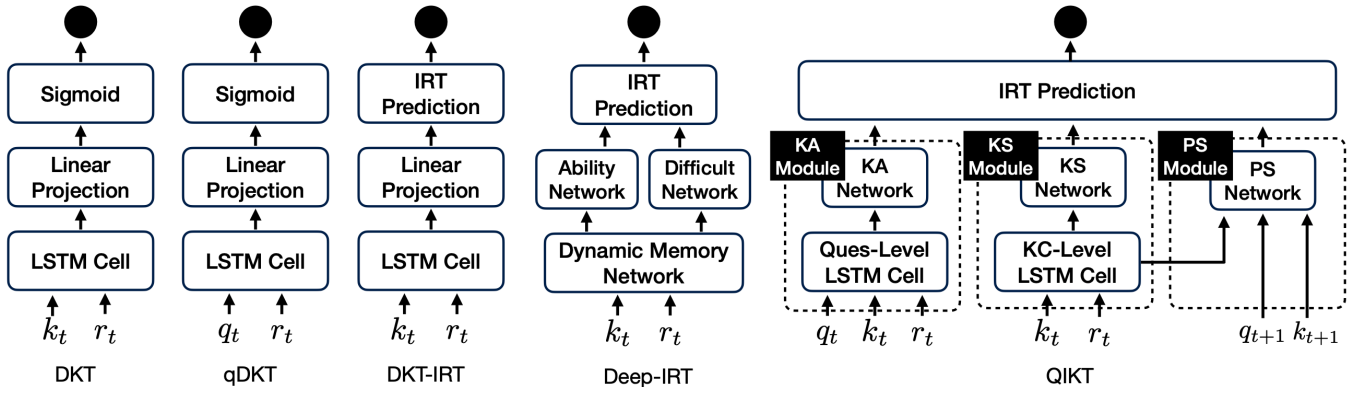 Sigmoid
Linear
Projection
LSTM Cell
k_t r_t
DKT
Sigmoid
Linear
Projection
LSTM Cell
q_t r_t
qDKT
IRT
Prediction
Linear
Projection
LSTM Cell
k_t r_t
DKT-IRT
IRT
Prediction
Ability
Network
Difficult
Network
Dynamic Memory
Network
k_t r_t
Deep-IRT
IRT Prediction
KA
Module
KA
Network
Ques-Level
LSTM Cell
q_t k_t r_t
KS
Module
KS
Network
KC-Level
LSTM Cell
k_t r_t
PS
Module
PS
Network
q_{t+1} k_{t+1}
QIKT